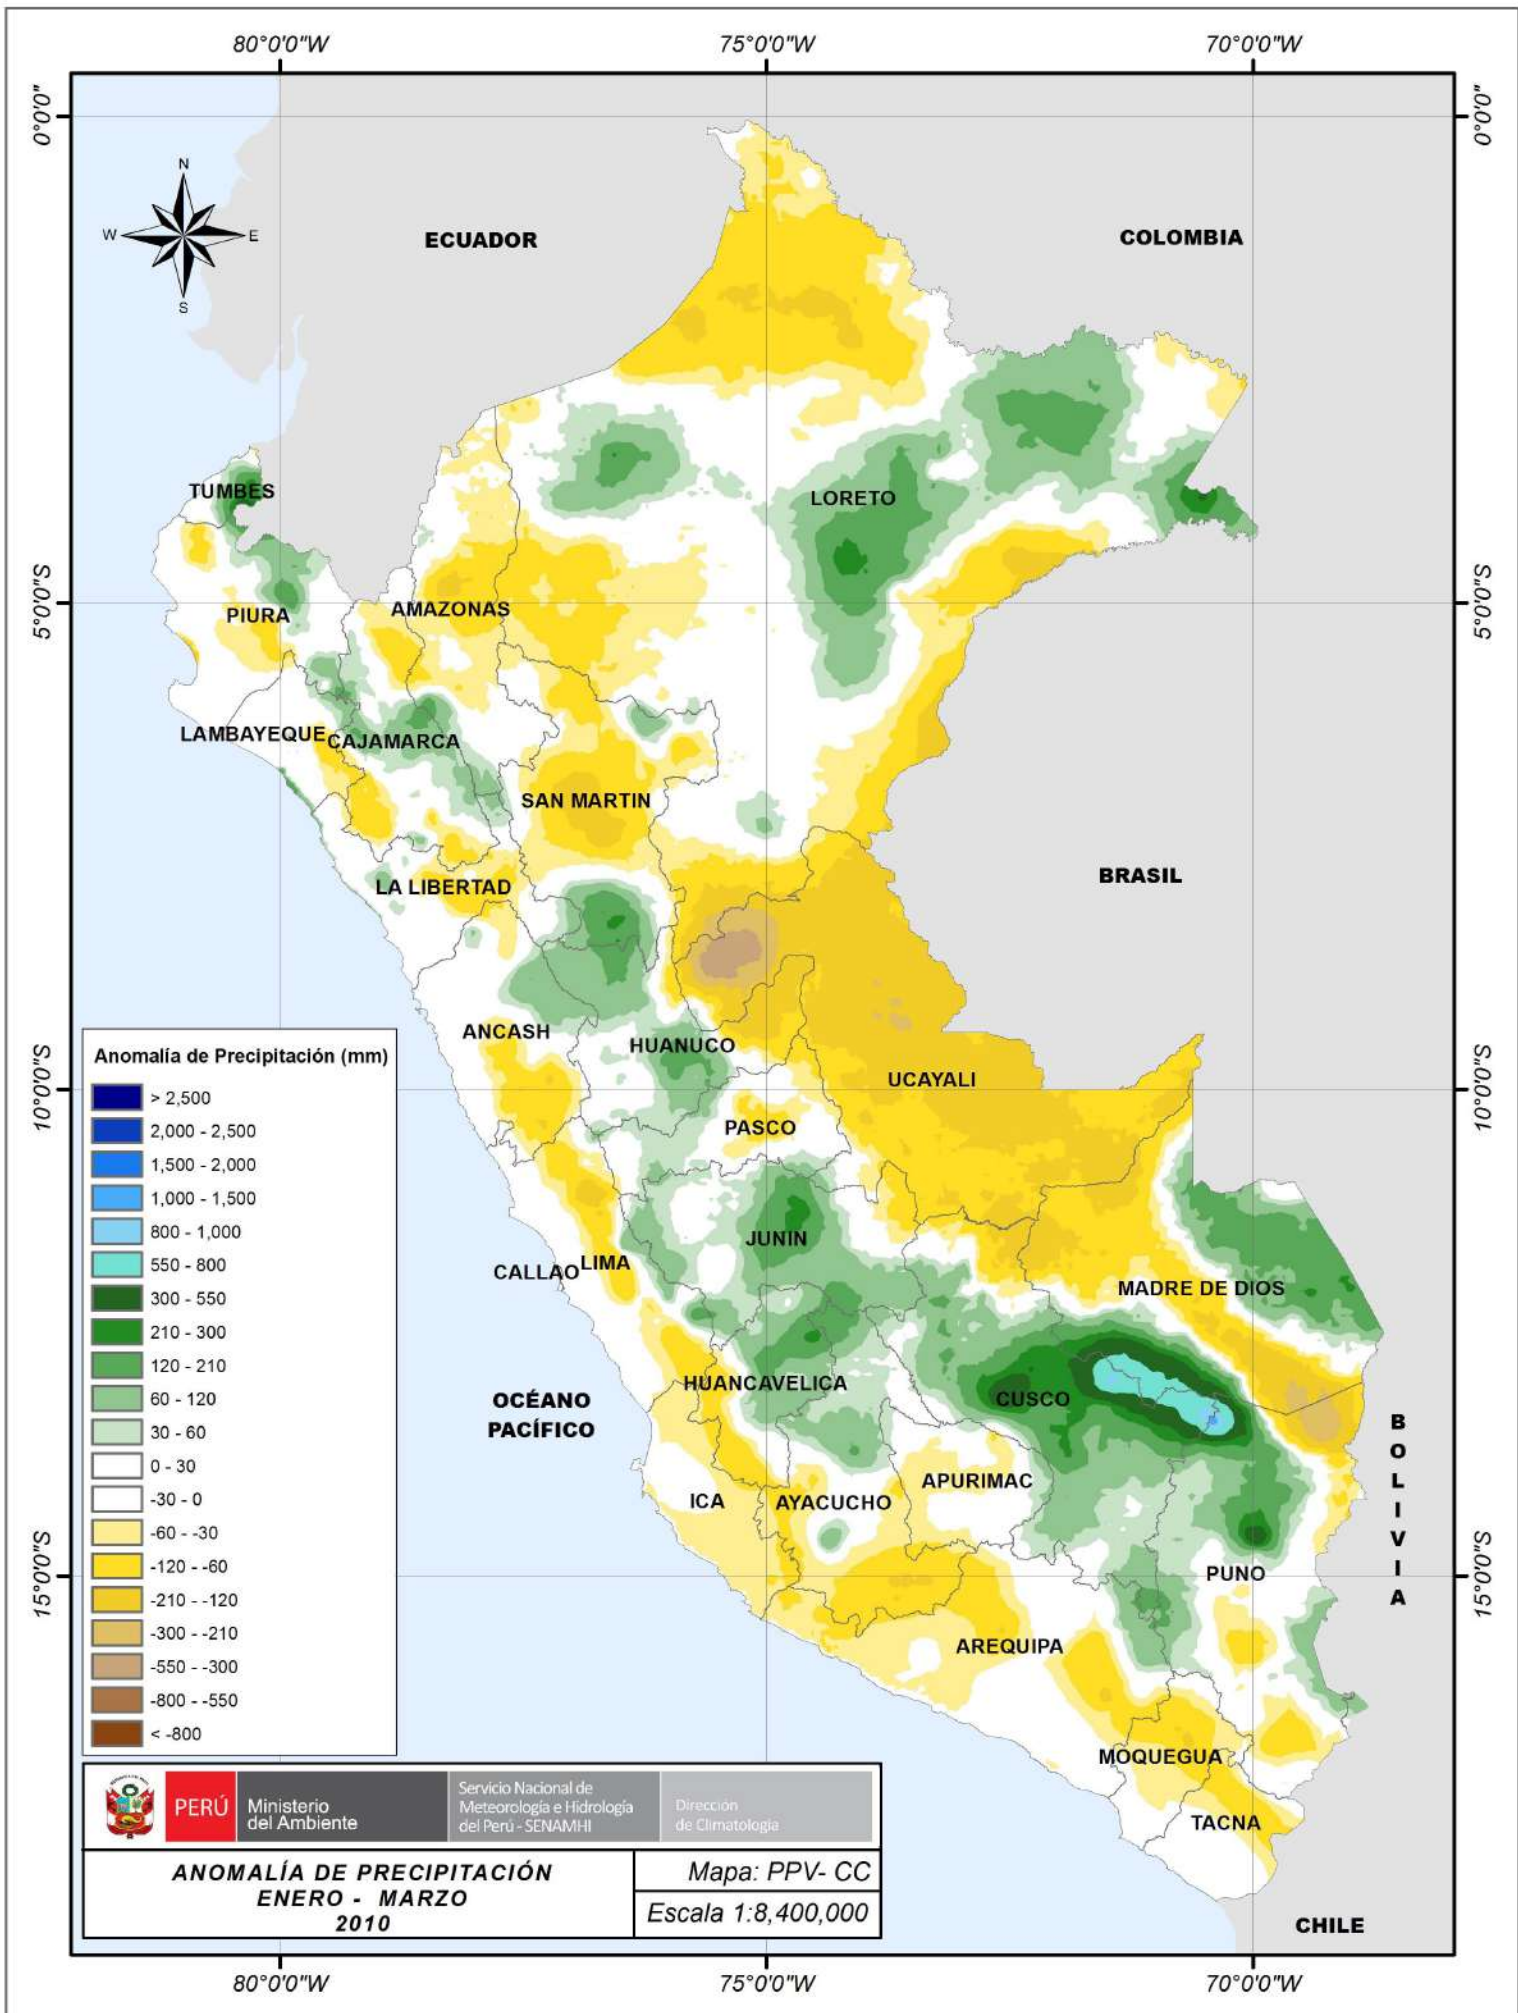 80°0'0"W
75°0'0"W
70°0'0"W
0°0'0"
0°0'0"
N
W
E
S
ECUADOR
COLOMBIA
TUMBES
LORETO
5°0'0"S
5°0'0"S
PIURA
AMAZONAS
LAMBAYEQUE
CAJAMARCA
SAN MARTIN
LA LIBERTAD
BRASIL
ANCASH
HUANUCO
UCAYALI
10°0'0"S
10°0'0"S
PASCO
JUNIN
CALLAO
LIMA
MADRE DE DIOS
HUANCAVELICA
CUSCO
OCÉANO
PACÍFICO
BOLIVIA
APURIMAC
ICA
AYACUCHO
PUNO
15°0'0"S
15°0'0"S
AREQUIPA
MOQUEGUA
TACNA
CHILE
Anomalía de Precipitación (mm)
> 2,500
2,000 - 2,500
1,500 - 2,000
1,000 - 1,500
800 - 1,000
550 - 800
300 - 550
210 - 300
120 - 210
60 - 120
30 - 60
0 - 30
-30 - 0
-60 - -30
-120 - -60
-210 - -120
-300 - -210
-550 - -300
-800 - -550
< -800
PERÚ
Ministerio
del Ambiente
Servicio Nacional de
Meteorología e Hidrología
del Perú - SENAMHI
Dirección
de Climatología
ANOMALÍA DE PRECIPITACIÓN
ENERO - MARZO
2010
Mapa: PPV- CC
Escala 1:8,400,000
80°0'0"W
75°0'0"W
70°0'0"W